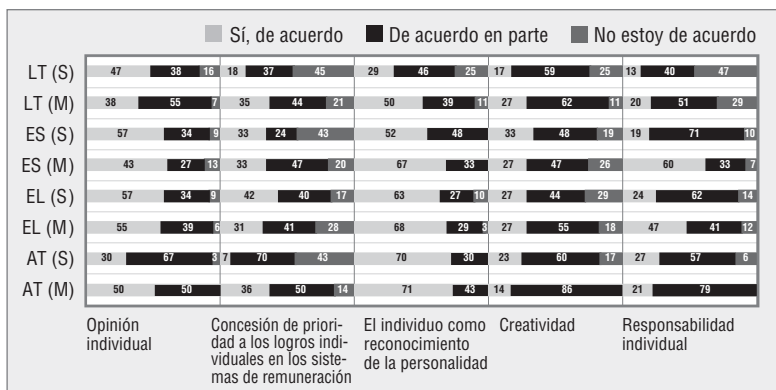 Sí, de acuerdo De acuerdo en parte No estoy de acuerdo
LT (S) 47 38 16 18 37 45 29 46 25 17 59 25 13 40 47
LT (M) 38 55 7 35 44 21 50 39 11 27 62 11 20 51 29
ES (S) 57 34 9 33 24 43 52 48 33 48 19 19 71 10
ES (M) 43 27 13 33 47 20 67 33 27 47 26 60 33 7
EL (S) 57 34 9 42 40 17 63 27 10 27 44 29 24 62 14
EL (M) 55 39 6 31 41 28 68 29 3 27 55 18 47 41 12
AT (S) 30 67 3 7 70 43 70 30 23 60 17 27 57 6
AT (M) 50 50 36 50 14 71 43 14 86 21 79
Opinión
individual
Concesión de priori-
dad a los logros indi-
viduales en los siste-
mas de remuneración
El individuo como
reconocimiento
de la personalidad
Creatividad
Responsabilidad
individual